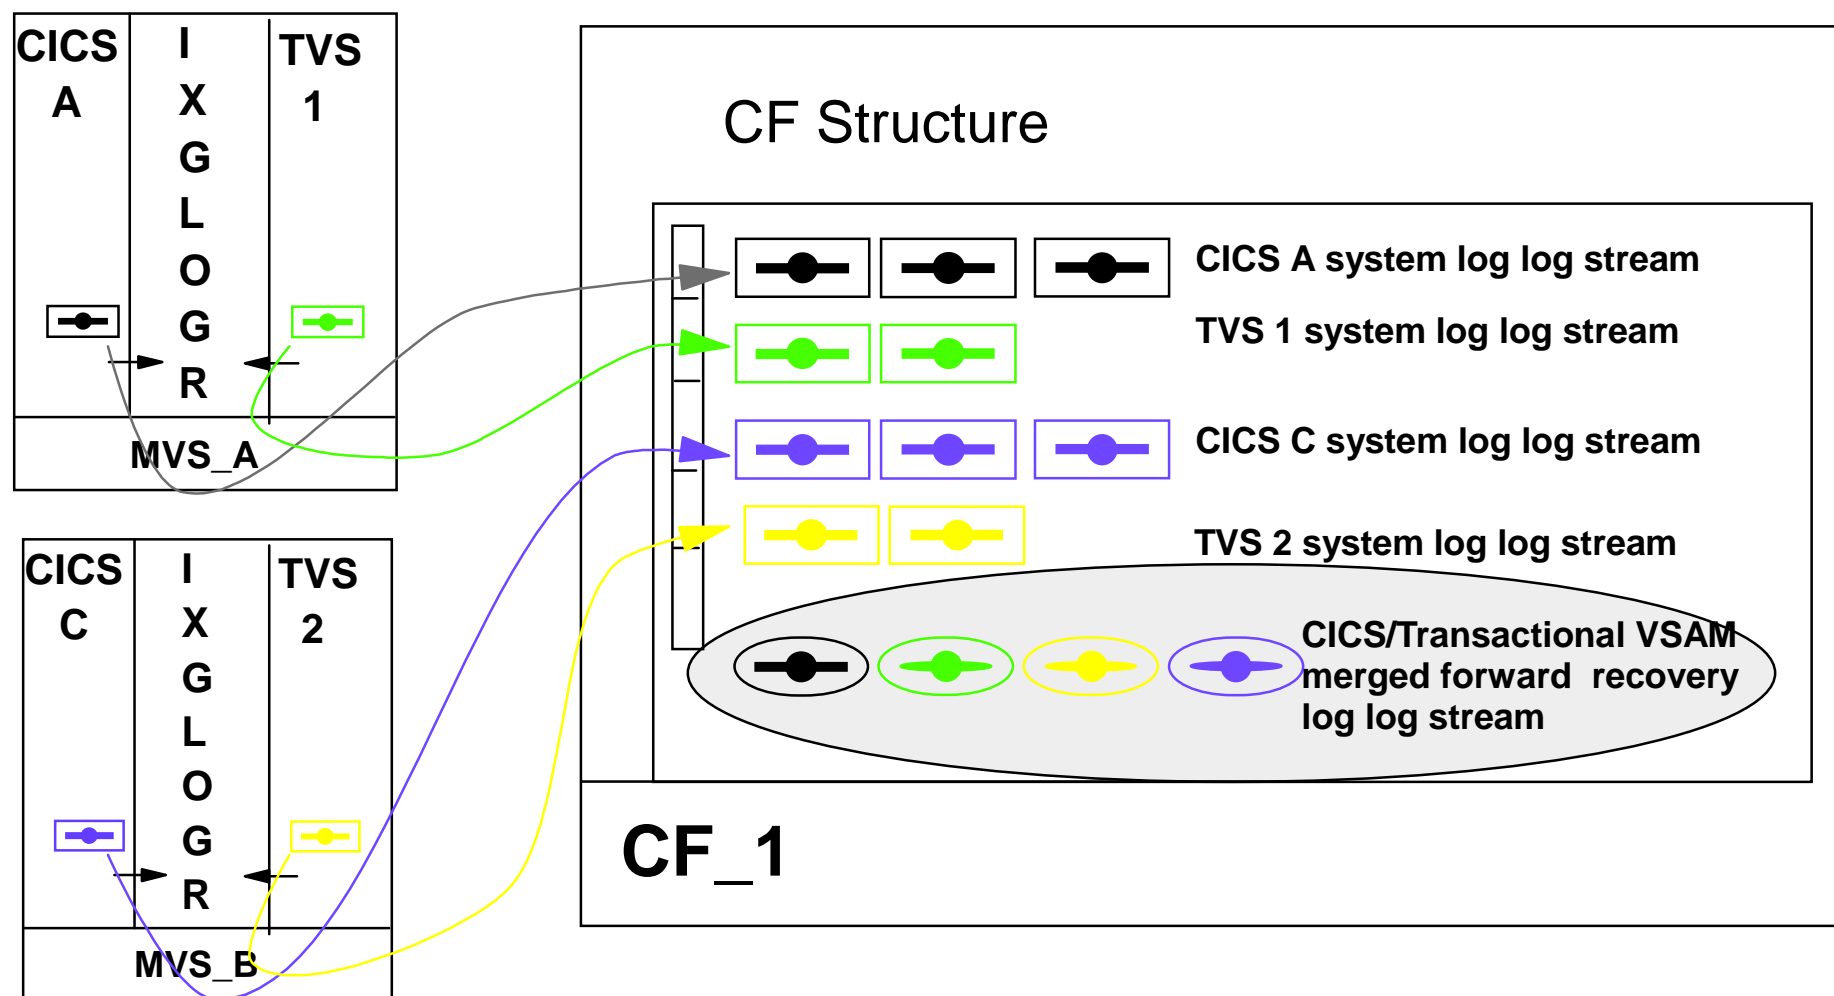 CICS
A
I
X
G
L
O
G
R
TVS
1
MVS_A
CICS
C
I
X
G
L
O
G
R
TVS
2
MVS_B
CF Structure
CICS A system log log stream
TVS 1 system log log stream
CICS C system log log stream
TVS 2 system log log stream
CICS/Transactional VSAM
merged forward recovery
log log stream
CF_1